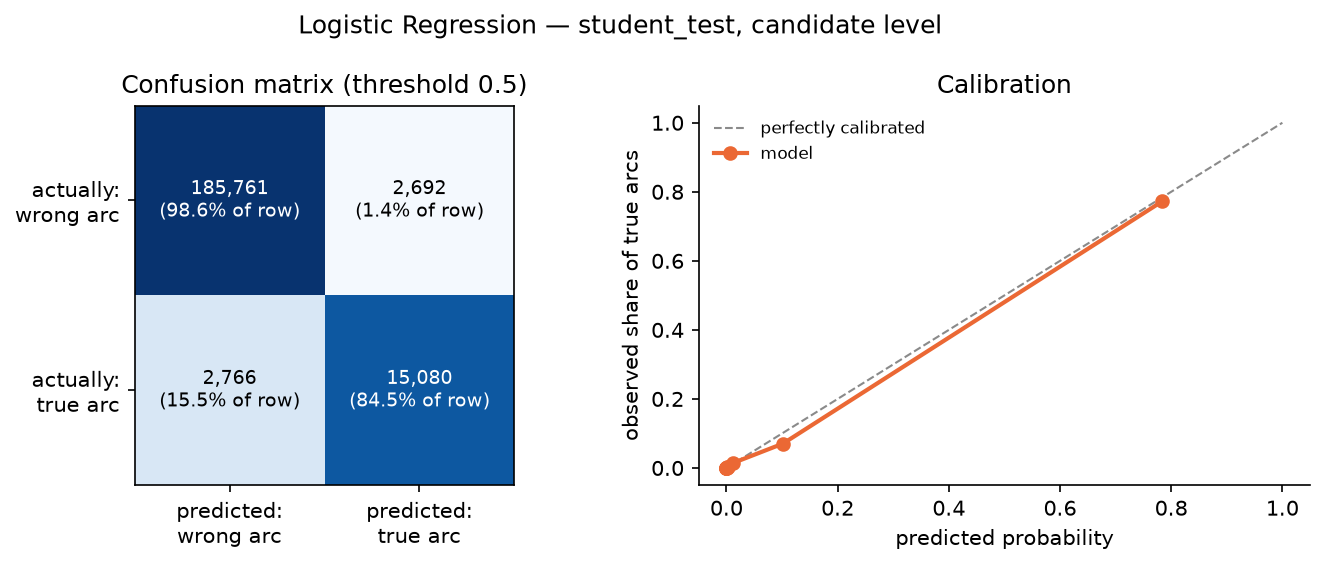 Logistic Regression — student_test, candidate level
Confusion matrix (threshold 0.5)
actually:
wrong arc
185,761
(98.6% of row)
2,692
(1.4% of row)
actually:
true arc
2,766
(15.5% of row)
15,080
(84.5% of row)
predicted:
wrong arc
predicted:
true arc
Calibration
perfectly calibrated
model
observed share of true arcs
1.0
0.8
0.6
0.4
0.2
0.0
0.0 0.2 0.4 0.6 0.8 1.0
predicted probability